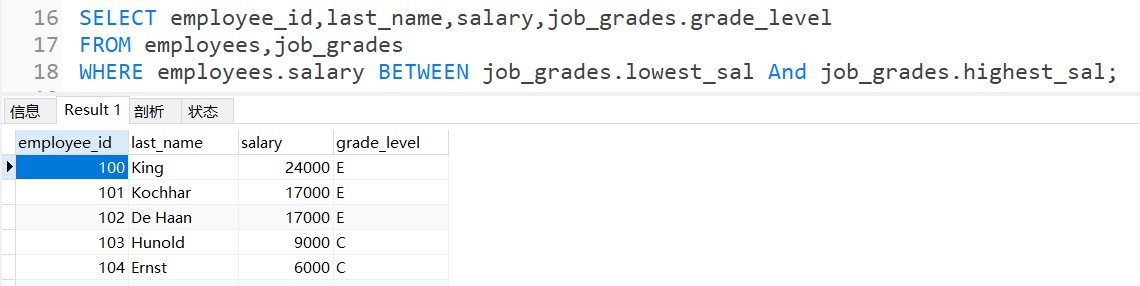 16 SELECT employee_id,last_name,salary,job_grades.grade_level
17 FROM employees,job_grades
18 WHERE employees.salary BETWEEN job_grades.lowest_sal And job_grades.highest_sal;
信息 Result 1 剖析 状态
employee_id last_name salary grade_level
100 King 24000 E
101 Kochhar 17000 E
102 De Haan 17000 E
103 Hunold 9000 C
104 Ernst 6000 C